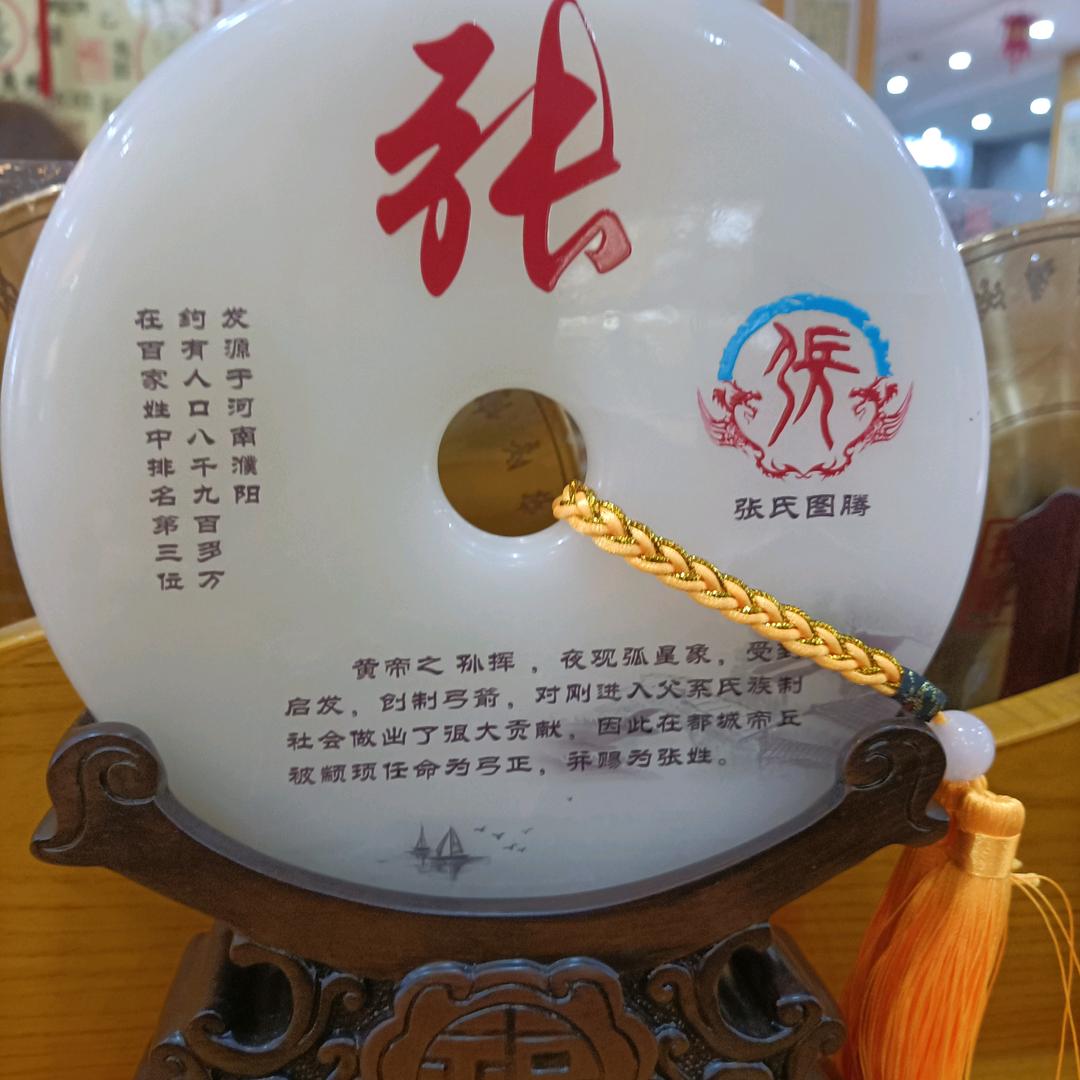 张
发源于河南濮阳
约有人口八千九百多万
在百家姓中排名第三位
張
张氏图腾
黄帝之孙挥，夜观弧星象，受到
启发，创制弓箭，对刚进入父系氏族制
社会做出了很大贡献，因此在都城帝丘
被颛顼任命为弓正，并赐为张姓。